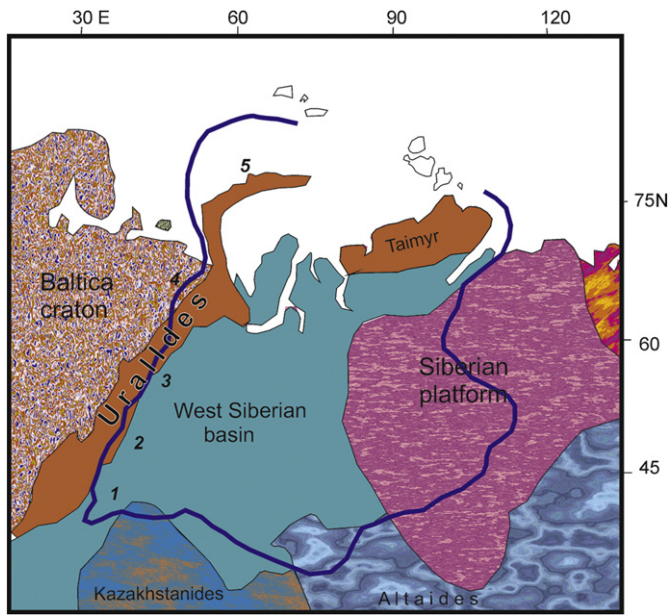 30 E 60 90 120
5
75N
Taimyr
4
Baltica
craton
Uralides
60
3
Siberian
platform
West Siberian
basin
2
45
1
Kazakhstanides
Altaides